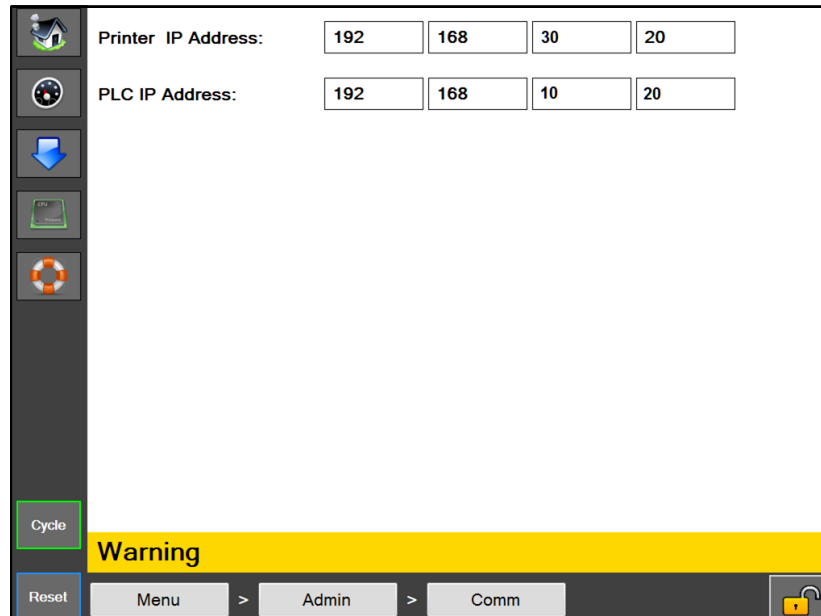 Printer IP Address: 192 168 30 20
PLC IP Address: 192 168 10 20
CPU
Cycle
Warning
Reset Menu > Admin > Comm